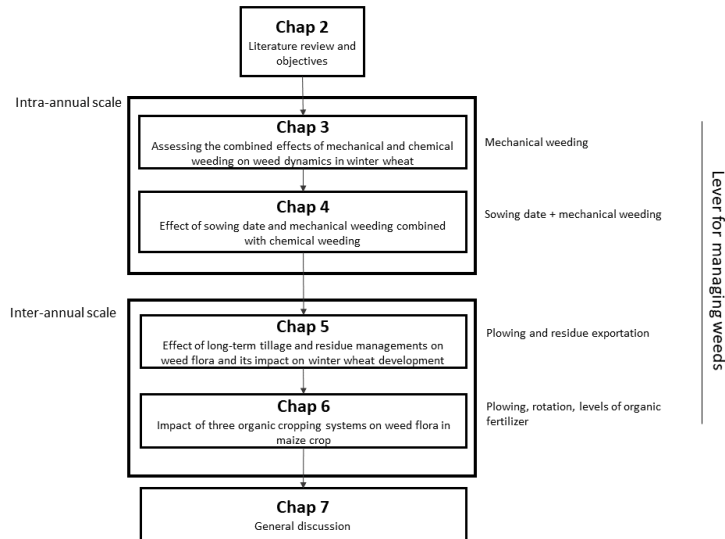 Chap 2
Literature review and
objectives
Intra-annual scale
Chap 3
Assessing the combined effects of mechanical and chemical
weeding on weed dynamics in winter wheat
Mechanical weeding
Chap 4
Effect of sowing date and mechanical weeding combined
with chemical weeding
Sowing date + mechanical weeding
Lever for managing weeds
Inter-annual scale
Chap 5
Effect of long-term tillage and residue managements on
weed flora and its impact on winter wheat development
Plowing and residue exportation
Chap 6
Impact of three organic cropping systems on weed flora in
maize crop
Plowing, rotation, levels of organic
fertilizer
Chap 7
General discussion